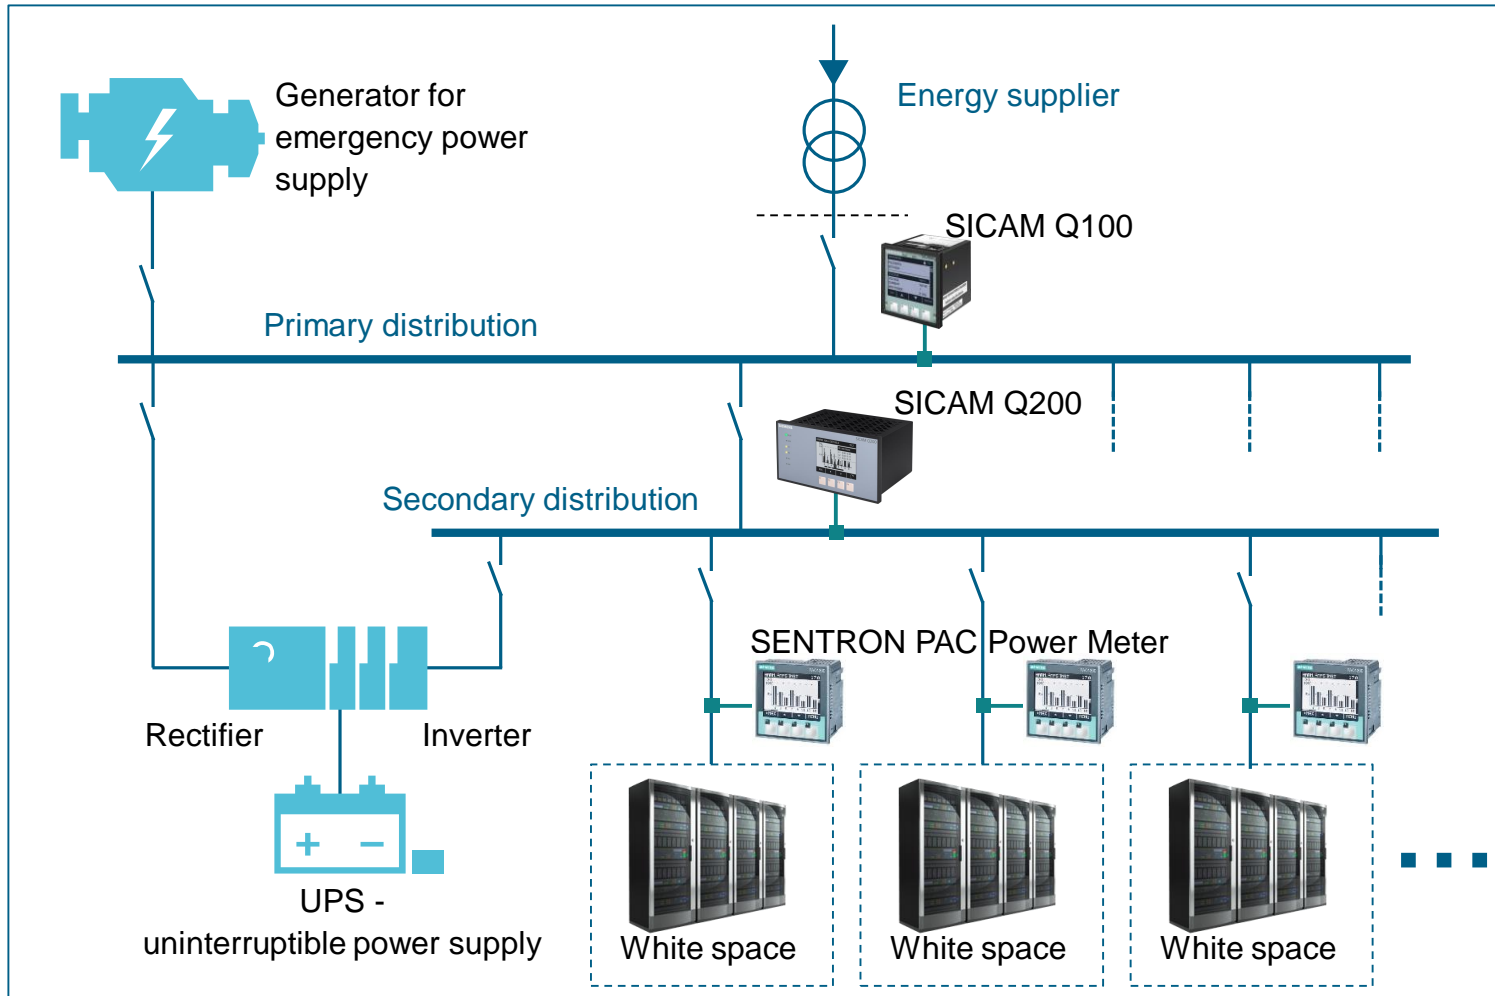 Generator for
emergency power
supply
Energy supplier
SICAM Q100
Primary distribution
SICAM Q200
Secondary distribution
SENTRON PAC Power Meter
Rectifier
Inverter
UPS -
uninterruptible power supply
White space
White space
White space